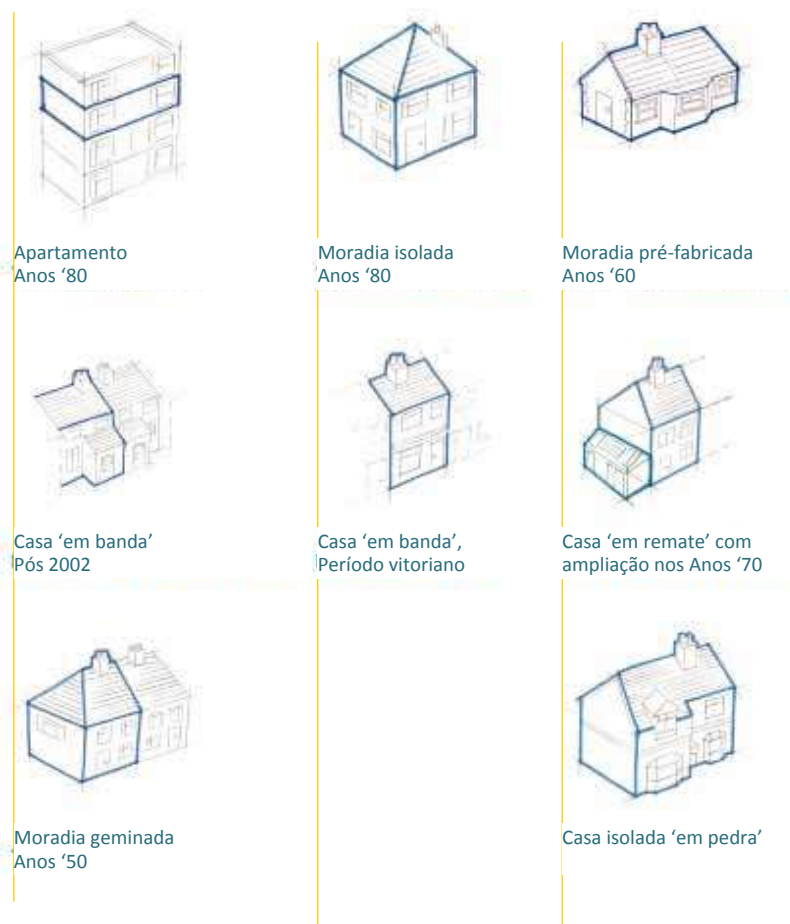 Apartamento
Anos ‘80
Moradia isolada
Anos ‘80
Moradia pré-fabricada
Anos ‘60
Casa ‘em banda’
Pós 2002
Casa ‘em banda’,
Período vitoriano
Casa ‘em remate’ com
ampliação nos Anos ‘70
Moradia geminada
Anos ‘50
Casa isolada ‘em pedra’